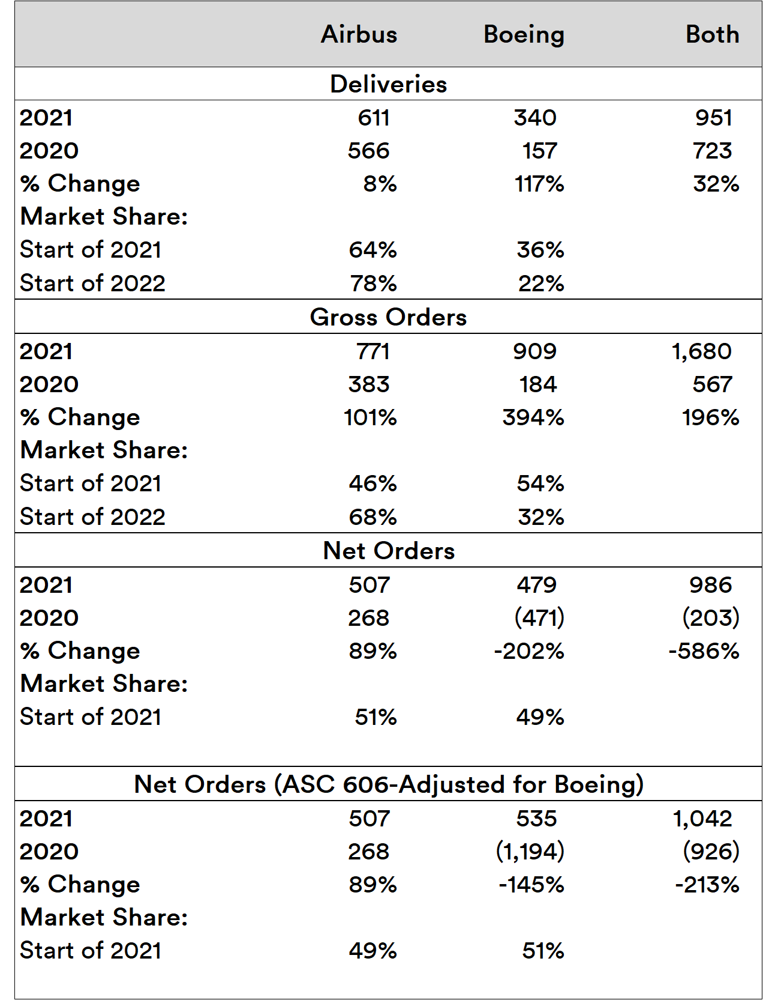 Airbus Boeing Both
Deliveries
2021 611 340 951
2020 566 157 723
% Change 8% 117% 32%
Market Share:
Start of 2021 64% 36%
Start of 2022 78% 22%
Gross Orders
2021 771 909 1,680
2020 383 184 567
% Change 101% 394% 196%
Market Share:
Start of 2021 46% 54%
Start of 2022 68% 32%
Net Orders
2021 507 479 986
2020 268 (471) (203)
% Change 89% -202% -586%
Market Share:
Start of 2021 51% 49%
Net Orders (ASC 606-Adjusted for Boeing)
2021 507 535 1,042
2020 268 (1,194) (926)
% Change 89% -145% -213%
Market Share:
Start of 2021 49% 51%